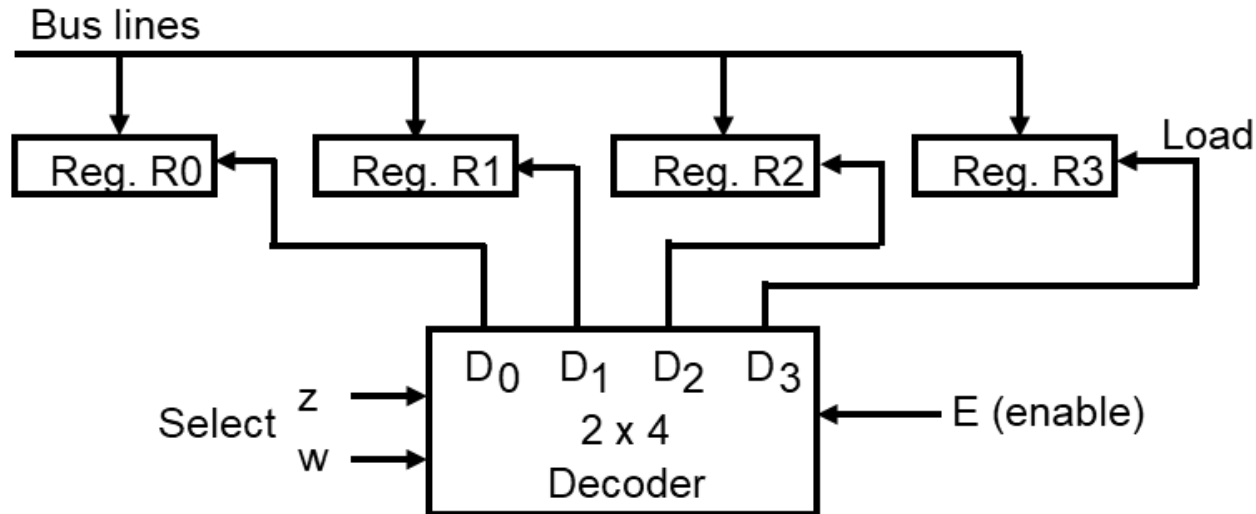 Bus lines
Load
Reg. R0 Reg. R1 Reg. R2 Reg. R3
D0 D1 D2 D3
z
Select
w
2 x 4
Decoder
E (enable)